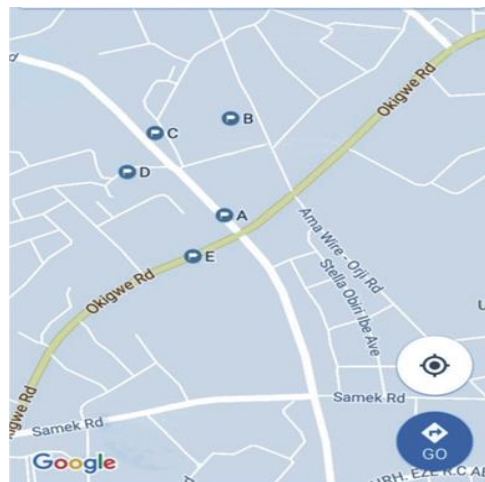 Okigwe Rd
B
C
D
A
Ama Wire - Orji Rd
E
Stella Obiri Ibe Ave
Okigwe Rd
Samek Rd
Samek Rd
Google
GO